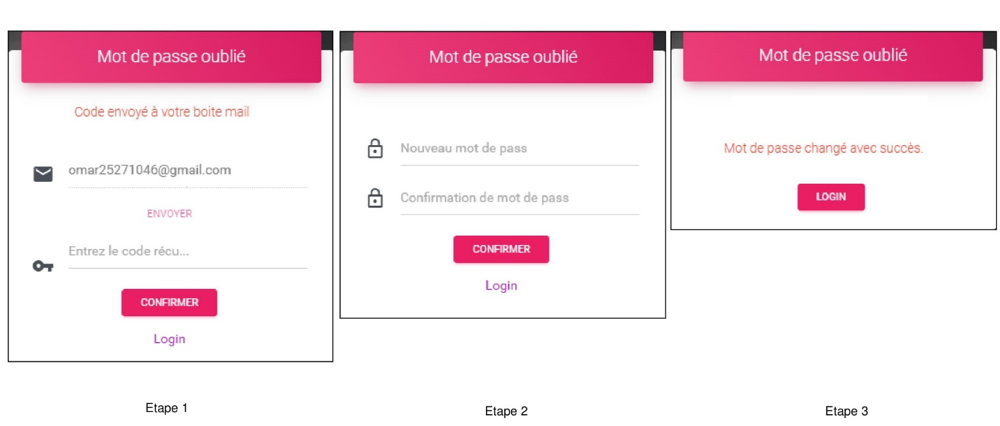 Mot de passe oublié
Code envoyé à votre boite mail
omar25271046@gmail.com
ENVOYER
Entrez le code récu...
CONFIRMER
Login
Etape 1
Mot de passe oublié
Nouveau mot de pass
Confirmation de mot de pass
CONFIRMER
Login
Etape 2
Mot de passe oublié
Mot de passe changé avec succès.
LOGIN
Etape 3